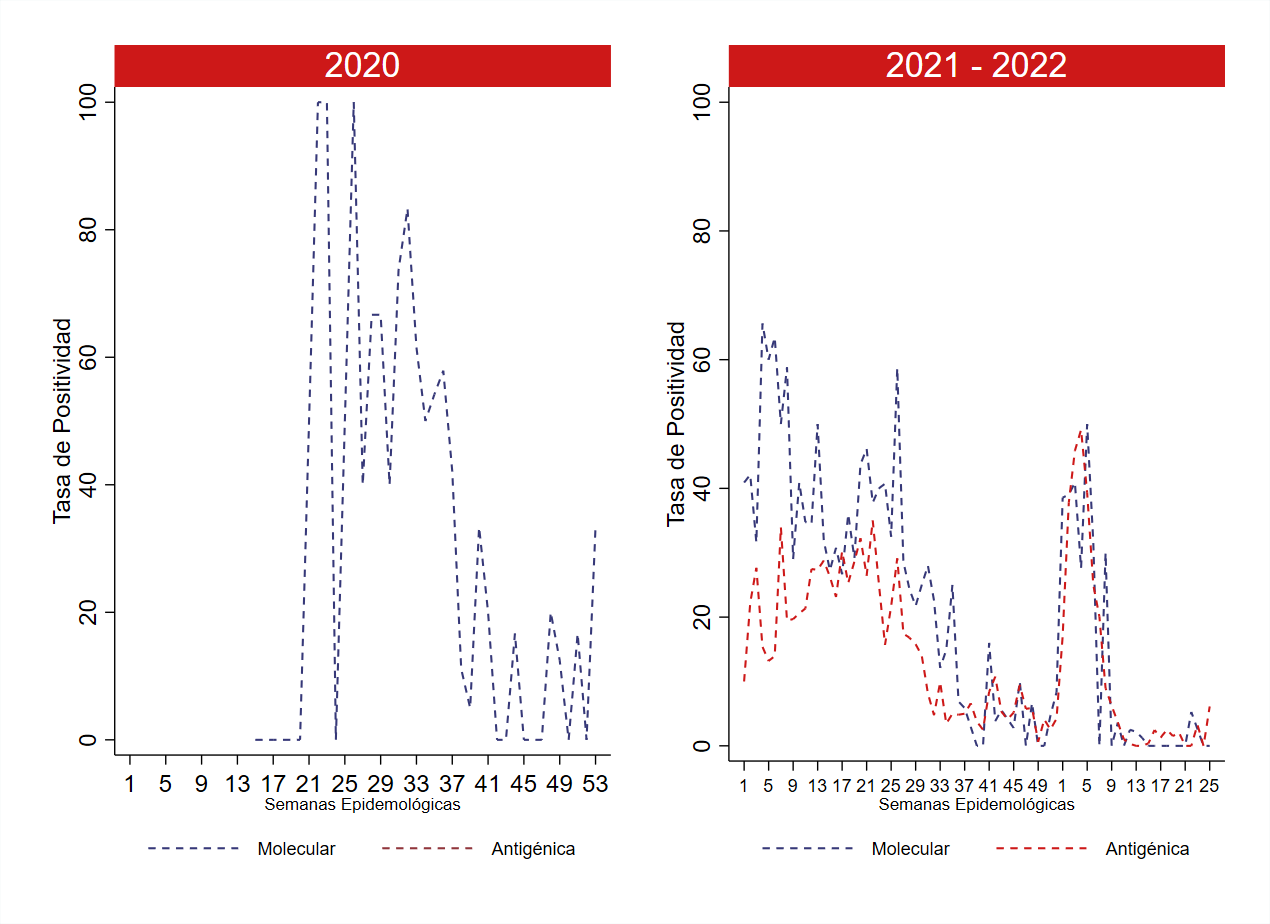 2020
Tasa de Positividad
100
80
60
40
20
0
1 5 9 13 17 21 25 29 33 37 41 45 49 53
Semanas Epidemológicas
Molecular Antigénica
2021 - 2022
Tasa de Positividad
100
80
60
40
20
0
1 5 9 13 17 21 25 29 33 37 41 45 49 1 5 9 13 17 21 25
Semanas Epidemológicas
Molecular Antigénica